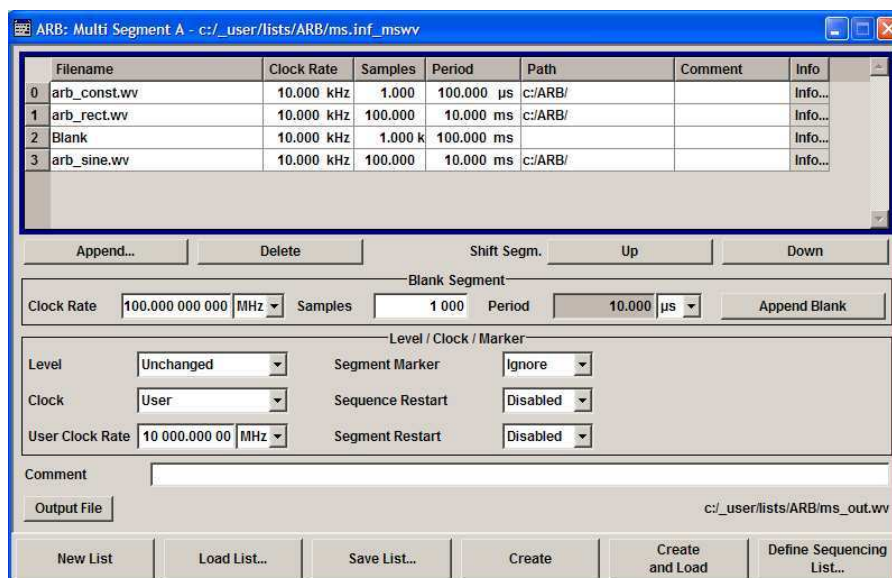 ARB: Multi Segment A - c:/_user/lists/ARB/ms.inf_mswv
Filename Clock Rate Samples Period Path Comment Info
0 arb_const.wv 10.000 kHz 1.000 100.000 µs c:/ARB/ Info...
1 arb_rect.wv 10.000 kHz 100.000 10.000 ms c:/ARB/ Info...
2 Blank 10.000 kHz 1.000 k 100.000 ms Info...
3 arb_sine.wv 10.000 kHz 100.000 10.000 ms c:/ARB/ Info...
Append... Delete Shift Segm. Up Down
Blank Segment
Clock Rate 100.000 000 000 MHz Samples 1 000 Period 10.000 µs Append Blank
Level / Clock / Marker
Level Unchanged Segment Marker Ignore
Clock User Sequence Restart Disabled
User Clock Rate 10 000.000 00 MHz Segment Restart Disabled
Comment
Output File c:/_user/lists/ARB/ms_out.wv
New List Load List... Save List... Create Create and Load Define Sequencing List...